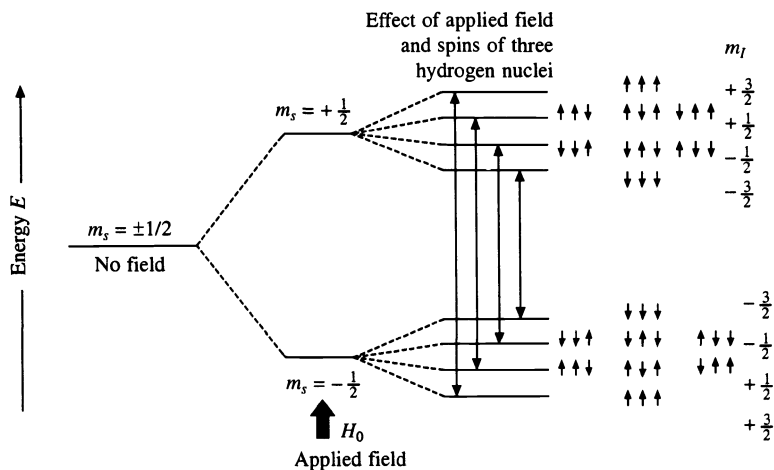 Effect of applied field
and spins of three
hydrogen nuclei
m_I
Energy E
m_s = ±1/2
No field
m_s = + 1/2
m_s = − 1/2
H_0
Applied field
↑↑↑ + 3/2
↑↑↓ ↑↓↑ ↓↑↑ + 1/2
↓↓↑ ↓↑↓ ↑↓↓ − 1/2
↓↓↓ − 3/2
↓↓↓ − 3/2
↓↓↑ ↓↑↓ ↑↓↓ − 1/2
↑↑↓ ↑↓↑ ↓↑↑ + 1/2
↑↑↑ + 3/2